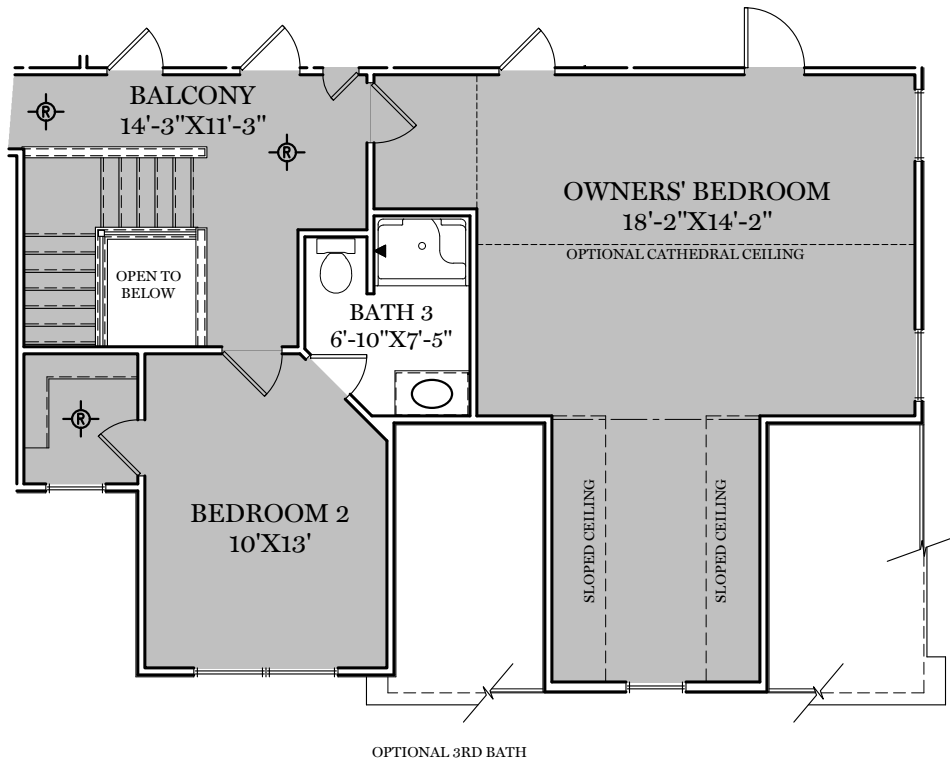 BALCONY
14'-3"X11'-3"
R
R
OWNERS' BEDROOM
18'-2"X14'-2"
OPTIONAL CATHEDRAL CEILING
OPEN TO
BELOW
BATH 3
6'-10"X7'-5"
R
BEDROOM 2
10'X13'
SLOPED CEILING
SLOPED CEILING
OPTIONAL 3RD BATH